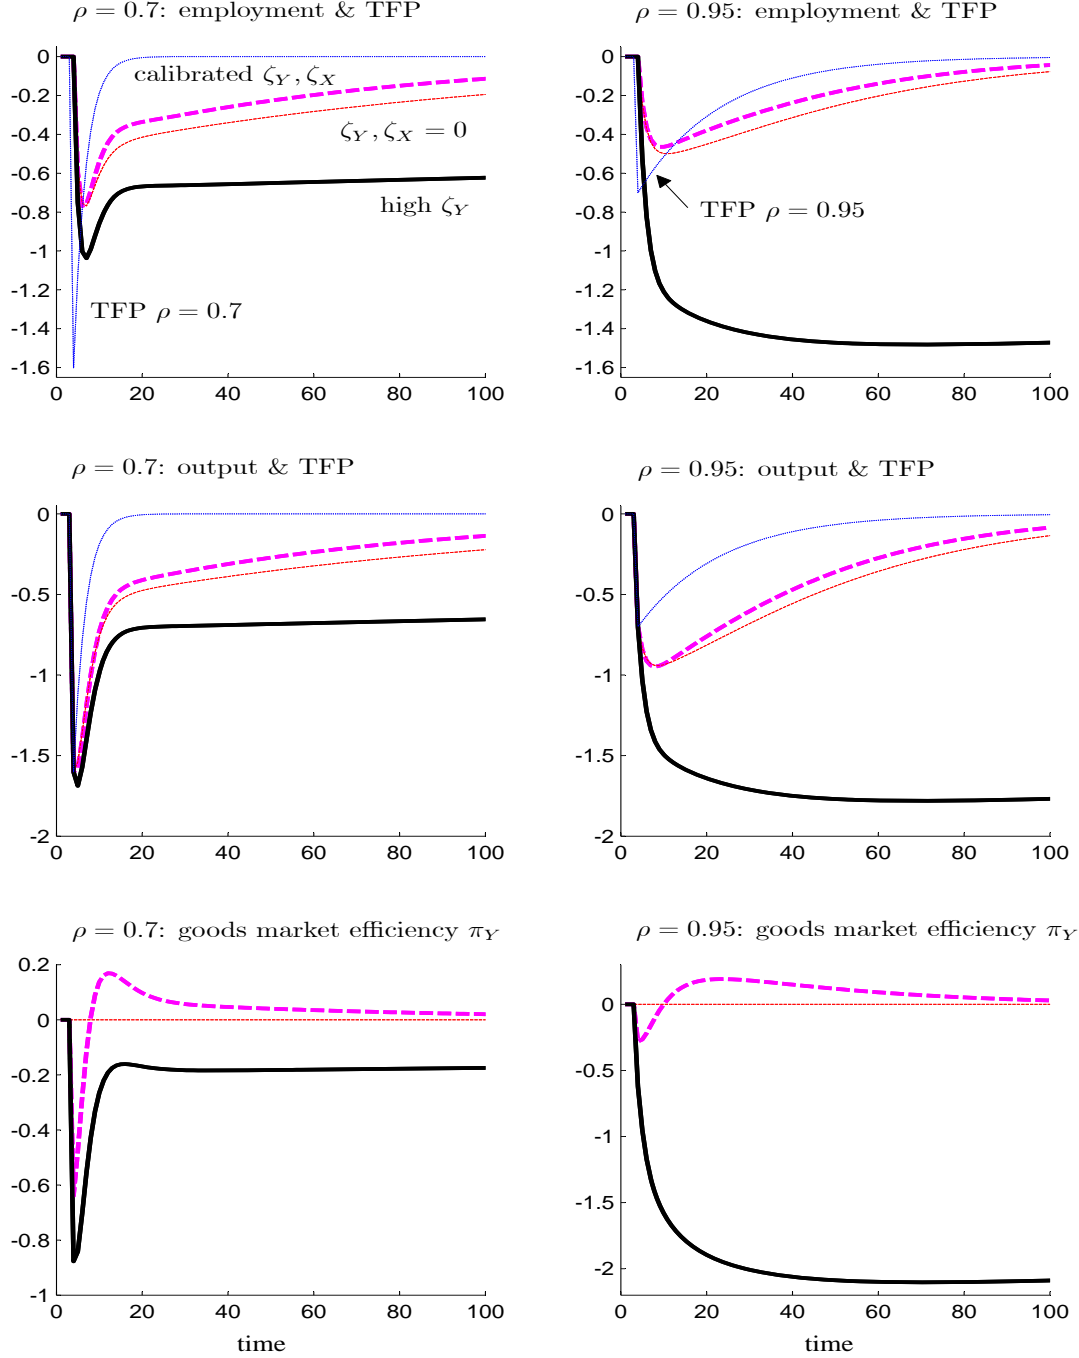 ρ = 0.7: employment & TFP
0
-0.2
-0.4
-0.6
-0.8
-1
-1.2
-1.4
-1.6
0 20 40 60 80 100
calibrated ζ_Y, ζ_X
ζ_Y, ζ_X = 0
high ζ_Y
TFP ρ = 0.7
ρ = 0.95: employment & TFP
0
-0.2
-0.4
-0.6
-0.8
-1
-1.2
-1.4
-1.6
0 20 40 60 80 100
TFP ρ = 0.95
ρ = 0.7: output & TFP
0
-0.5
-1
-1.5
-2
0 20 40 60 80 100
ρ = 0.95: output & TFP
0
-0.5
-1
-1.5
-2
0 20 40 60 80 100
ρ = 0.7: goods market efficiency π_Y
0.2
0
-0.2
-0.4
-0.6
-0.8
-1
0 20 40 60 80 100
time
ρ = 0.95: goods market efficiency π_Y
0
-0.5
-1
-1.5
-2
0 20 40 60 80 100
time